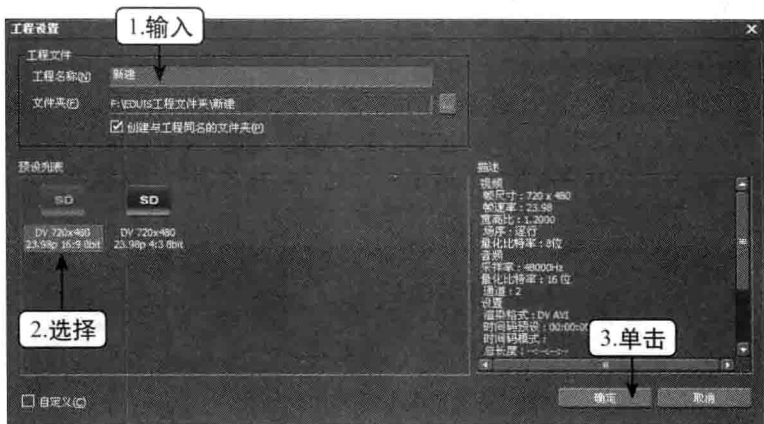 工程设置
1.输入
工程文件
工程名称(N) 新建
文件夹(F) F:\EDUIS工程文件夹\新建 ...
创建与工程同名的文件夹(P)
预设列表
SD
DV 720x480
23.98p 16:9 8bit
SD
DV 720x480
23.98p 4:3 8bit
2.选择
描述
视频
帧尺寸:720 x 480
帧速率:23.98
宽高比:1.2000
场序:逐行
量化比特率:8位
音频
采样率:48000Hz
量化比特率:16 位
通道:2
设置
渲染格式:DV AVI
时间码预设:00:00:00
时间码模式:
总长度:--:--:--:--
3.单击
自定义(C)
确定
取消